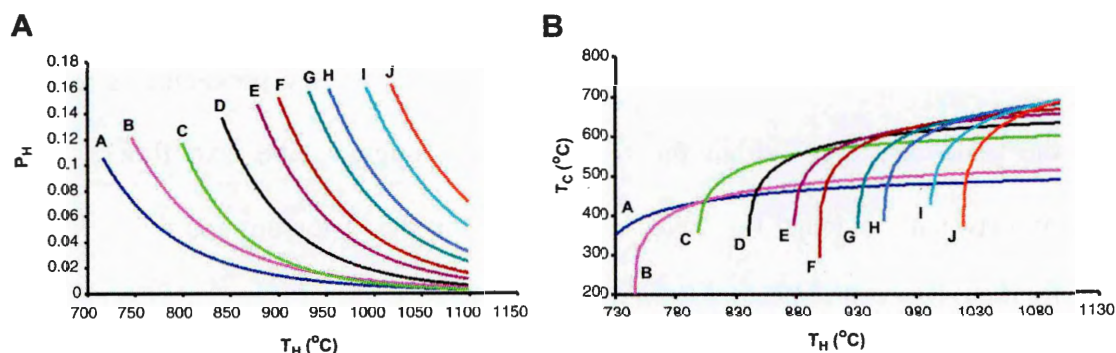 A
P_H
0.18
0.16
0.14
0.12
0.1
0.08
0.06
0.04
0.02
0
A B C D E F G H I J
700 750 800 850 900 950 1000 1050 1100 1150
T_H (°C)
B
T_C (°C)
800
700
600
500
400
300
200
A
B
C D E F G H I J
730 780 830 880 930 980 1030 1080 1130
T_H (°C)